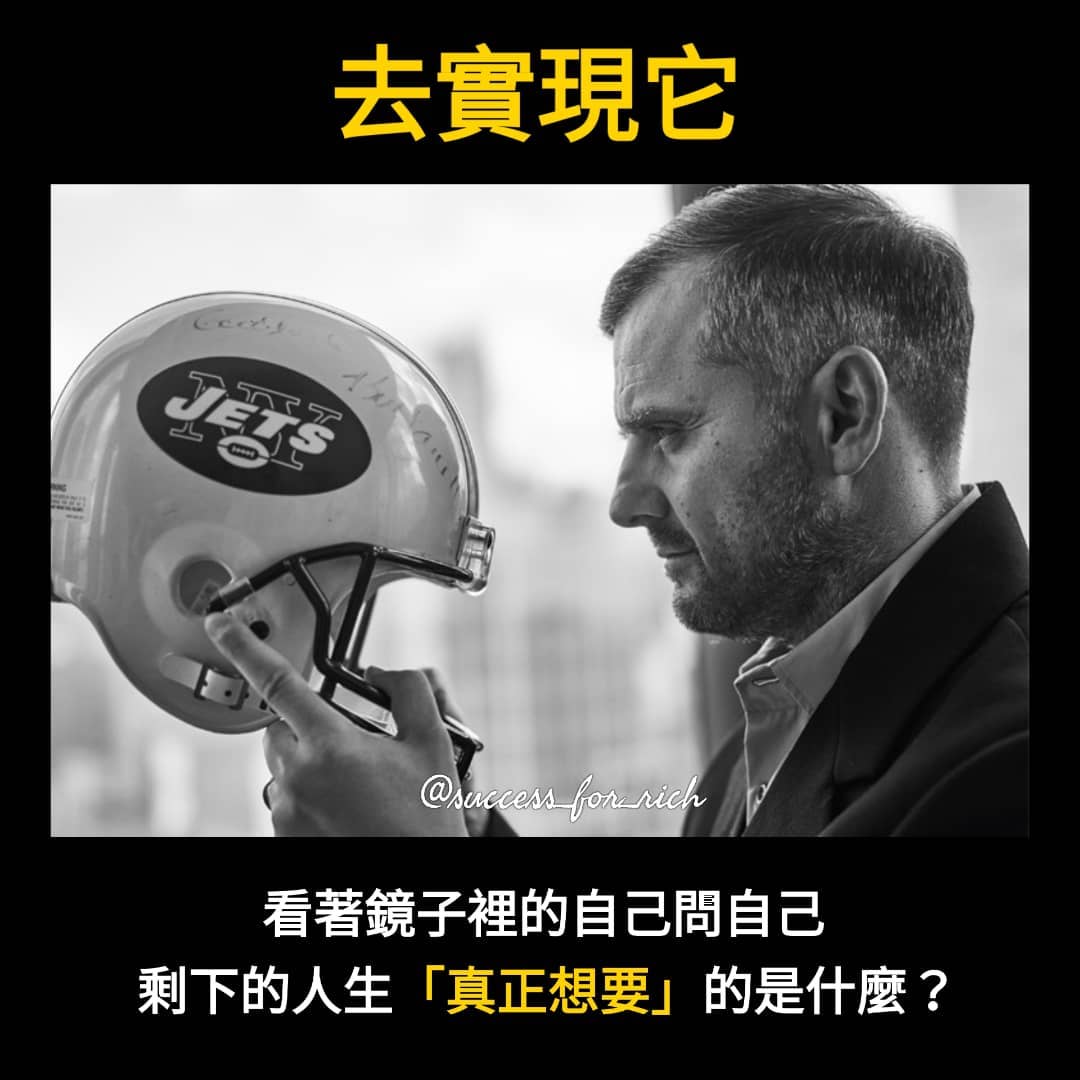 去實現它
NY
JETS
@success_for_rich
看著鏡子裡的自己問自己
剩下的人生「真正想要」的是什麼？